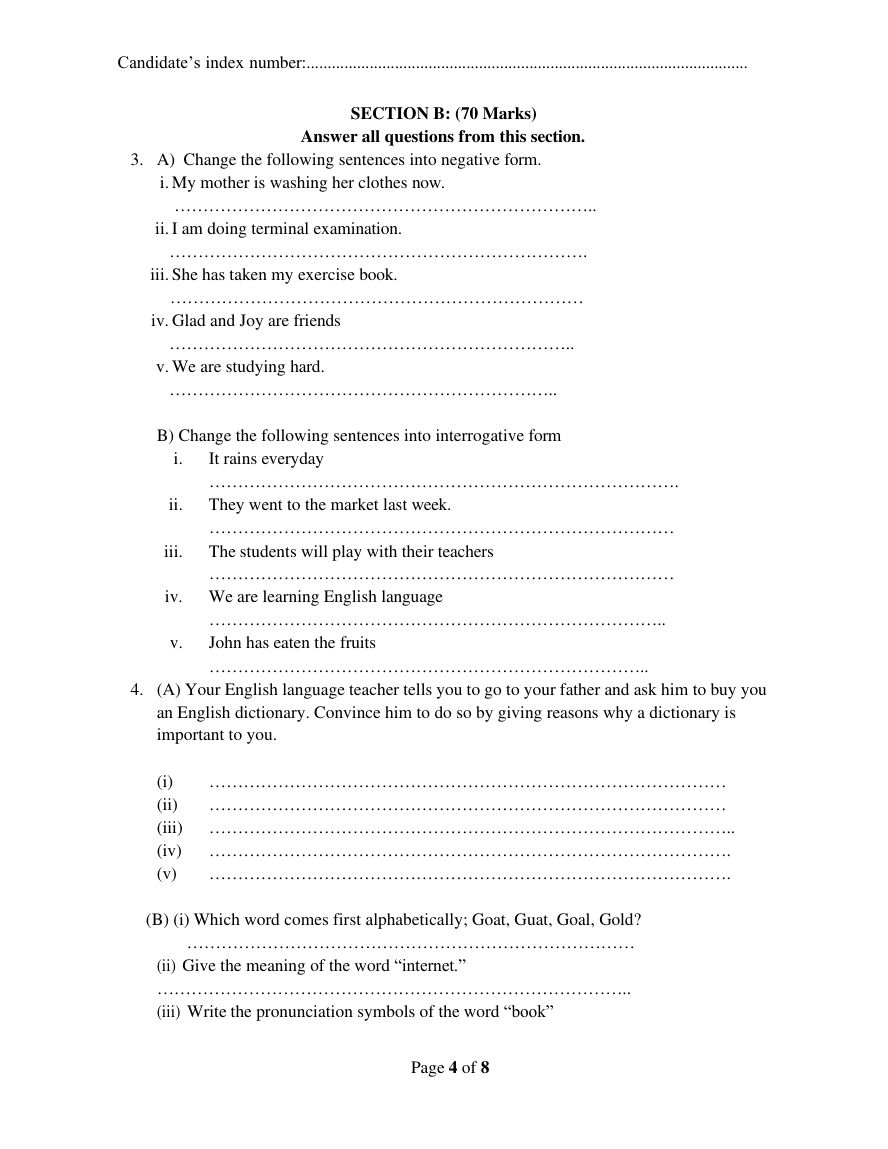 Candidate’s index number:..........................................................................................................
SECTION B: (70 Marks)
Answer all questions from this section.
3. A) Change the following sentences into negative form.
i. My mother is washing her clothes now.
………………………………………………………………..
ii. I am doing terminal examination.
……………………………………………………………….
iii. She has taken my exercise book.
………………………………………………………………
iv. Glad and Joy are friends
……………………………………………………………..
v. We are studying hard.
…………………………………………………………..
B) Change the following sentences into interrogative form
i. It rains everyday
……………………………………………………………………….
ii. They went to the market last week.
………………………………………………………………………
iii. The students will play with their teachers
………………………………………………………………………
iv. We are learning English language
……………………………………………………………………..
v. John has eaten the fruits
…………………………………………………………………..
4. (A) Your English language teacher tells you to go to your father and ask him to buy you
an English dictionary. Convince him to do so by giving reasons why a dictionary is
important to you.
(i) ………………………………………………………………………………
(ii) ………………………………………………………………………………
(iii) ………………………………………………………………………………..
(iv) ……………………………………………………………………………….
(v) ……………………………………………………………………………….
(B) (i) Which word comes first alphabetically; Goat, Guat, Goal, Gold?
……………………………………………………………………
(ii) Give the meaning of the word “internet.”
………………………………………………………………………..
(iii) Write the pronunciation symbols of the word “book”
Page 4 of 8